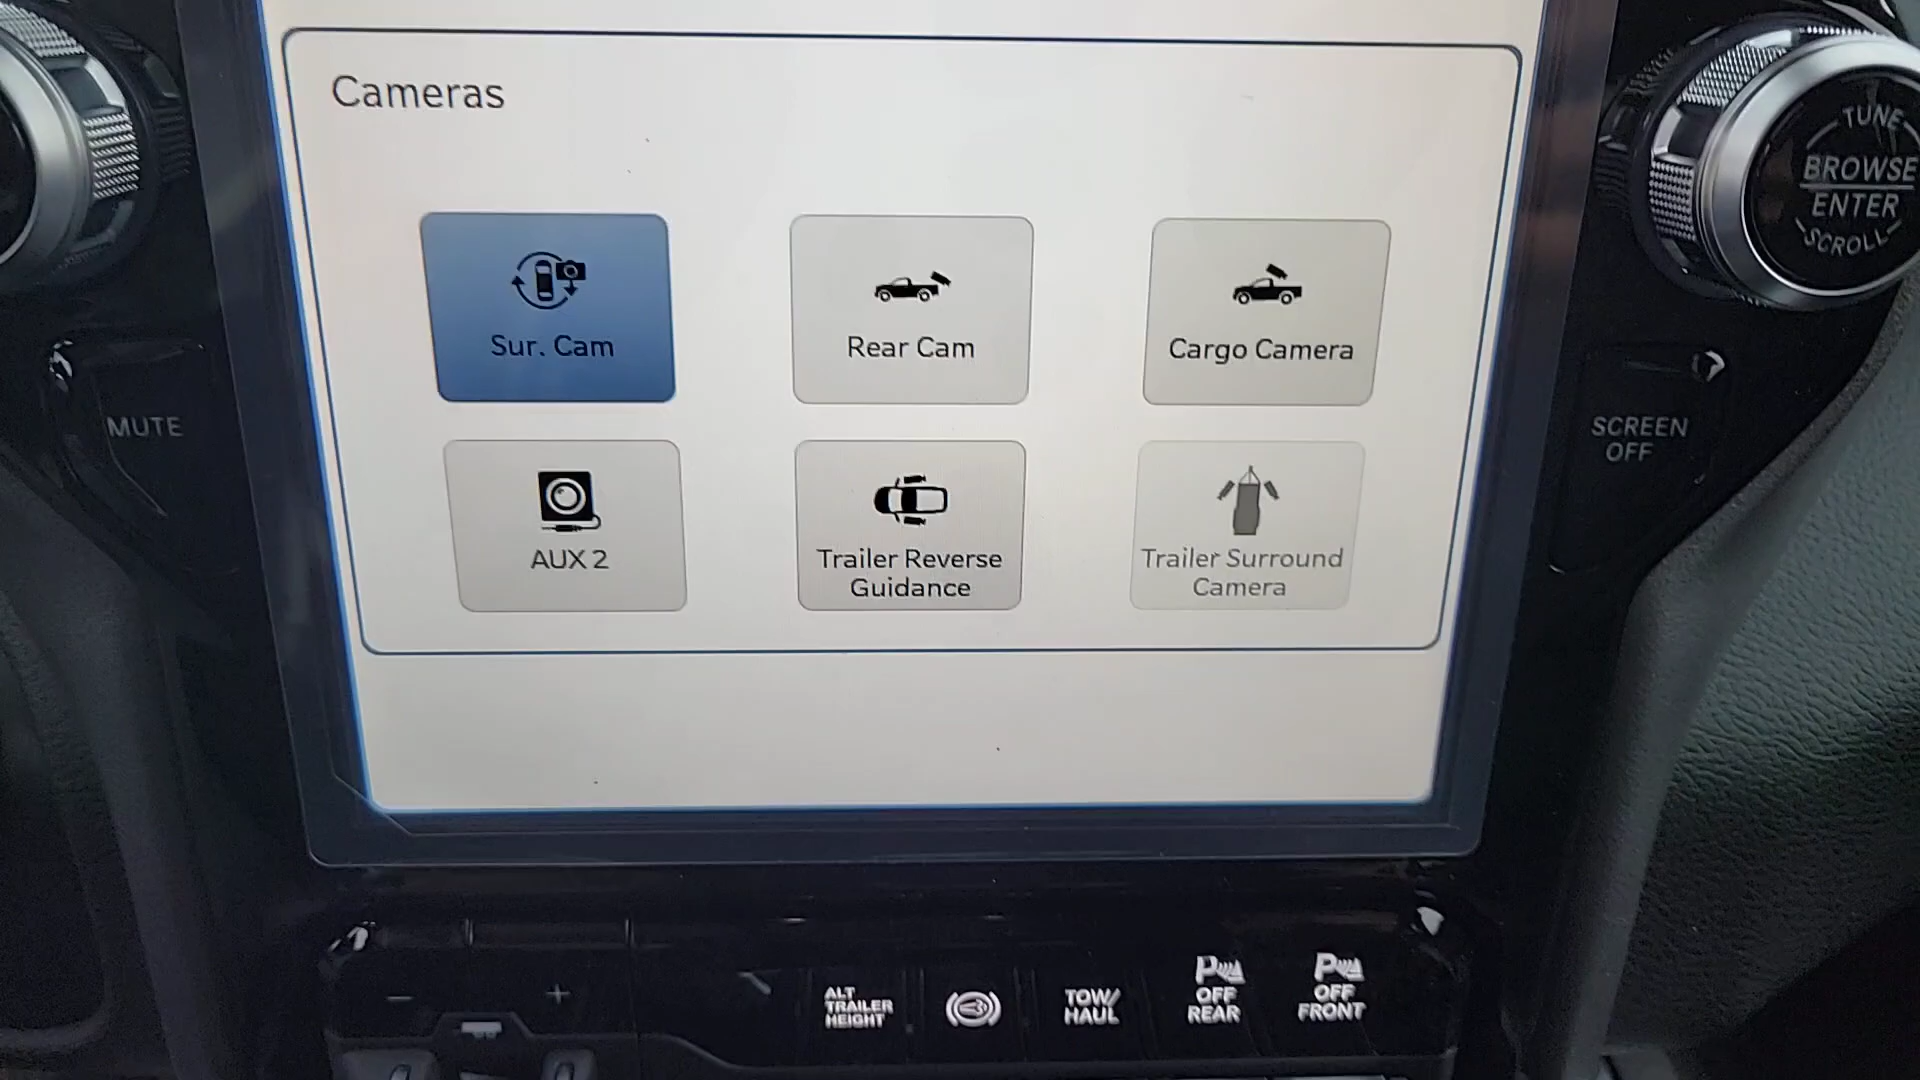 Cameras
Sur. Cam
Rear Cam
Cargo Camera
AUX 2
Trailer Reverse
Guidance
Trailer Surround
Camera
MUTE
TUNE
BROWSE
ENTER
SCROLL
SCREEN
OFF
ALT
TRAILER
HEIGHT
TOW/
HAUL
P
OFF
REAR
P
OFF
FRONT